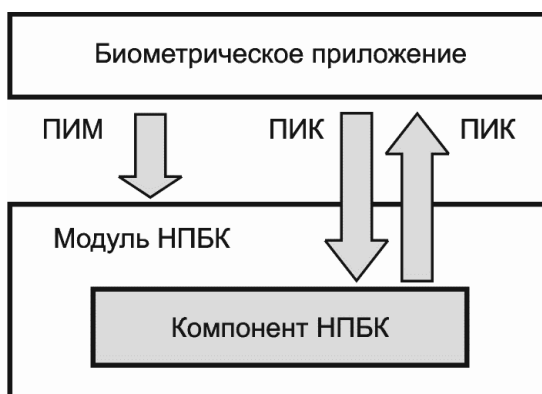 Биометрическое приложение
ПИМ ПИК ПИК
Модуль НПБК
Компонент НПБК